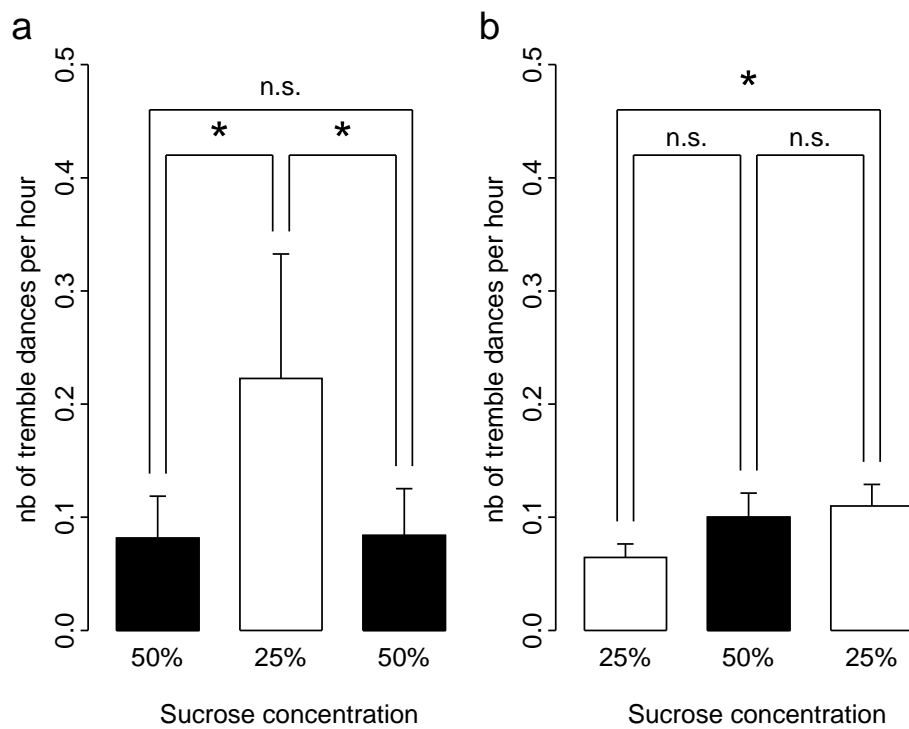 a
nb of tremble dances per hour
0.5
0.4
0.3
0.2
0.1
0.0
n.s.
*
*
50%
25%
50%
Sucrose concentration
b
nb of tremble dances per hour
0.5
0.4
0.3
0.2
0.1
0.0
*
n.s.
n.s.
25%
50%
25%
Sucrose concentration